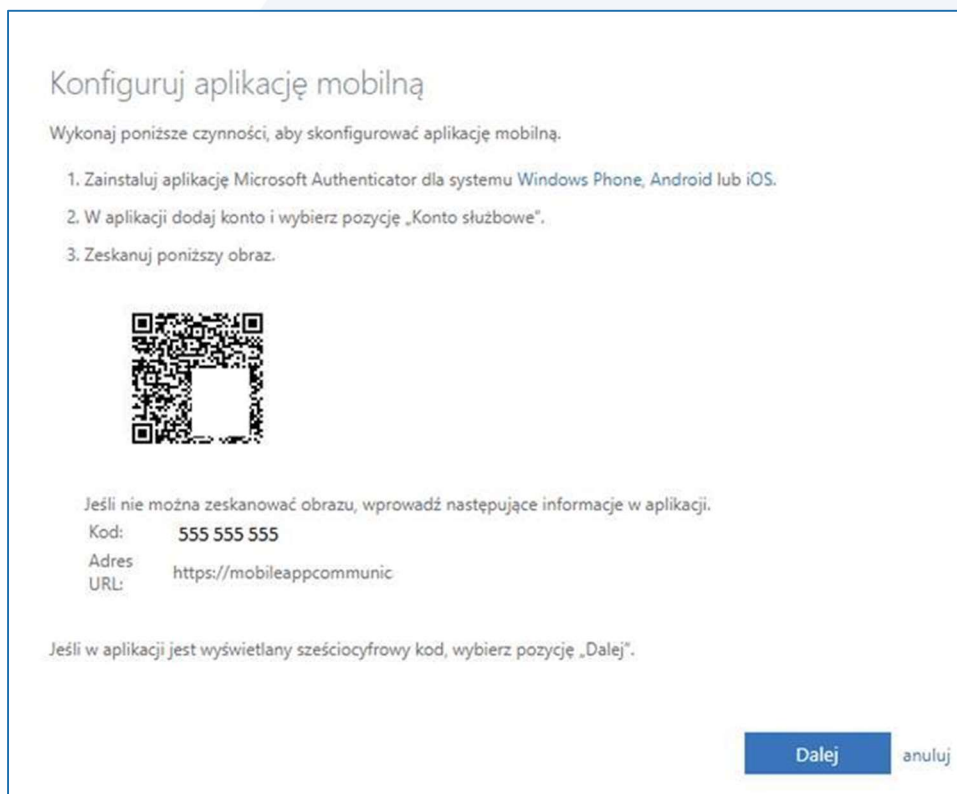 Konfiguruj aplikację mobilną
Wykonaj poniższe czynności, aby skonfigurować aplikację mobilną.
1. Zainstaluj aplikację Microsoft Authenticator dla systemu Windows Phone, Android lub iOS.
2. W aplikacji dodaj konto i wybierz pozycję „Konto służbowe”.
3. Zeskanuj poniższy obraz.
Jeśli nie można zeskanować obrazu, wprowadź następujące informacje w aplikacji.
Kod: 555 555 555
Adres
URL: https://mobileappcommunic
Jeśli w aplikacji jest wyświetlany sześciocyfrowy kod, wybierz pozycję „Dalej”.
Dalej anuluj